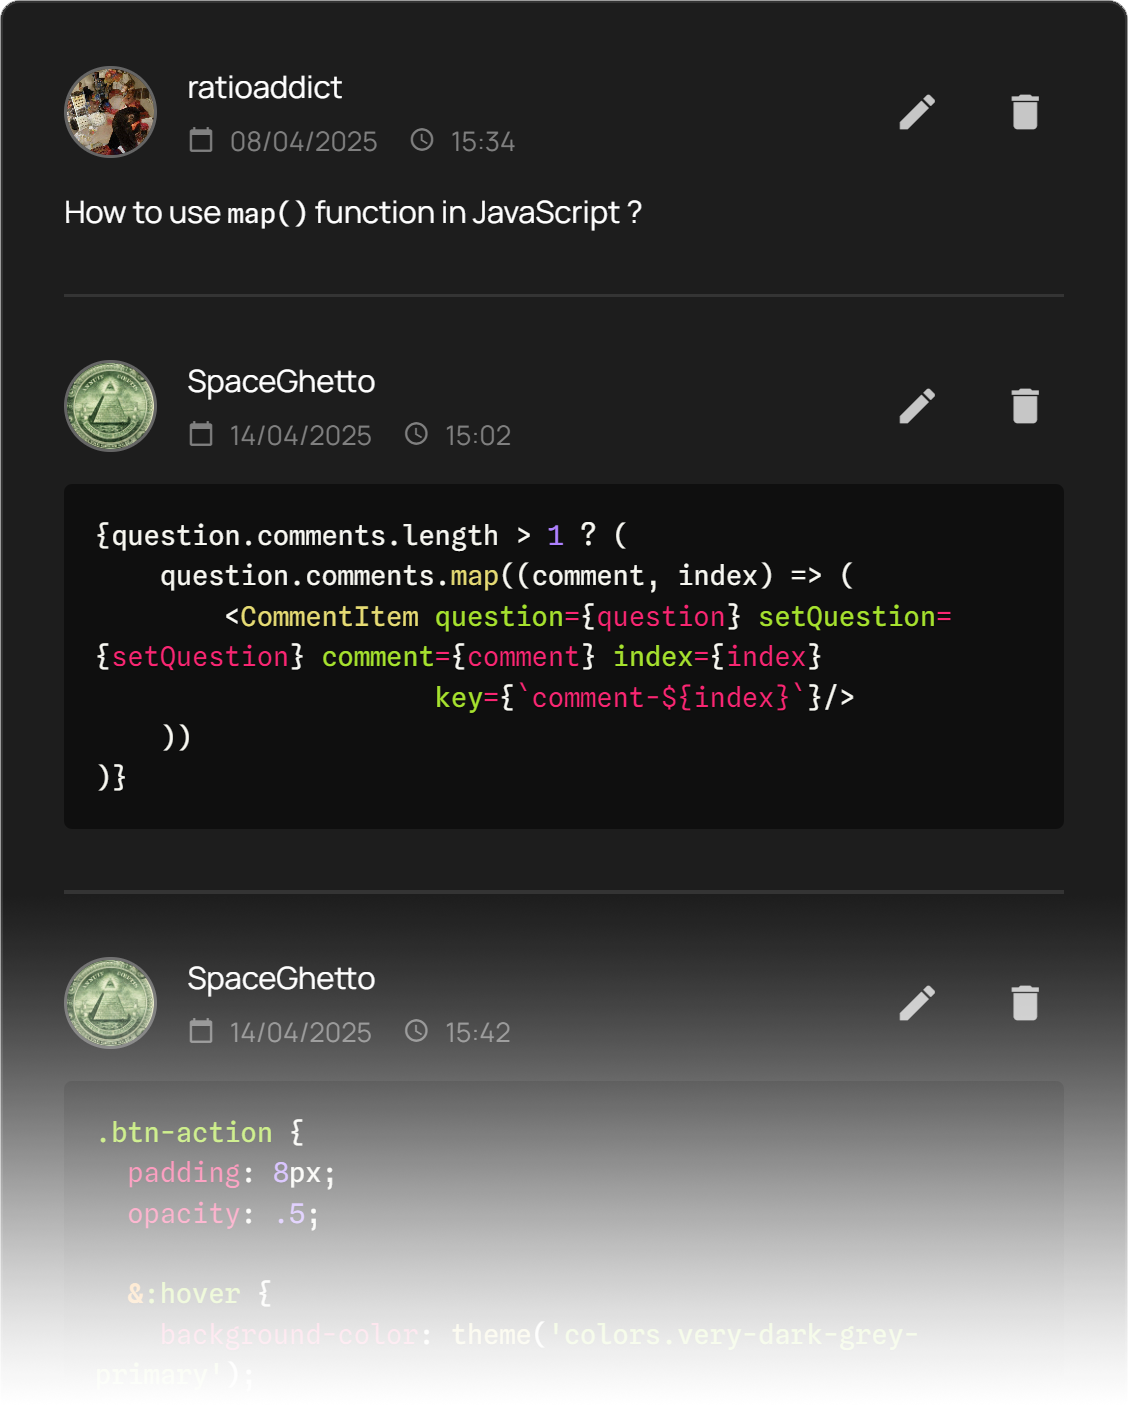 ratioaddict
08/04/2025 15:34
How to use map() function in JavaScript ?
SpaceGhetto
14/04/2025 15:02
{question.comments.length > 1 ? (
    question.comments.map((comment, index) => (
        <CommentItem question={question} setQuestion=
{setQuestion} comment={comment} index={index}
                     key={`comment-${index}`}/>
    ))
)}
SpaceGhetto
14/04/2025 15:42
.btn-action {
  padding: 8px;
  opacity: .5;
  &:hover {
    background-color: theme('colors.very-dark-grey-
primary');